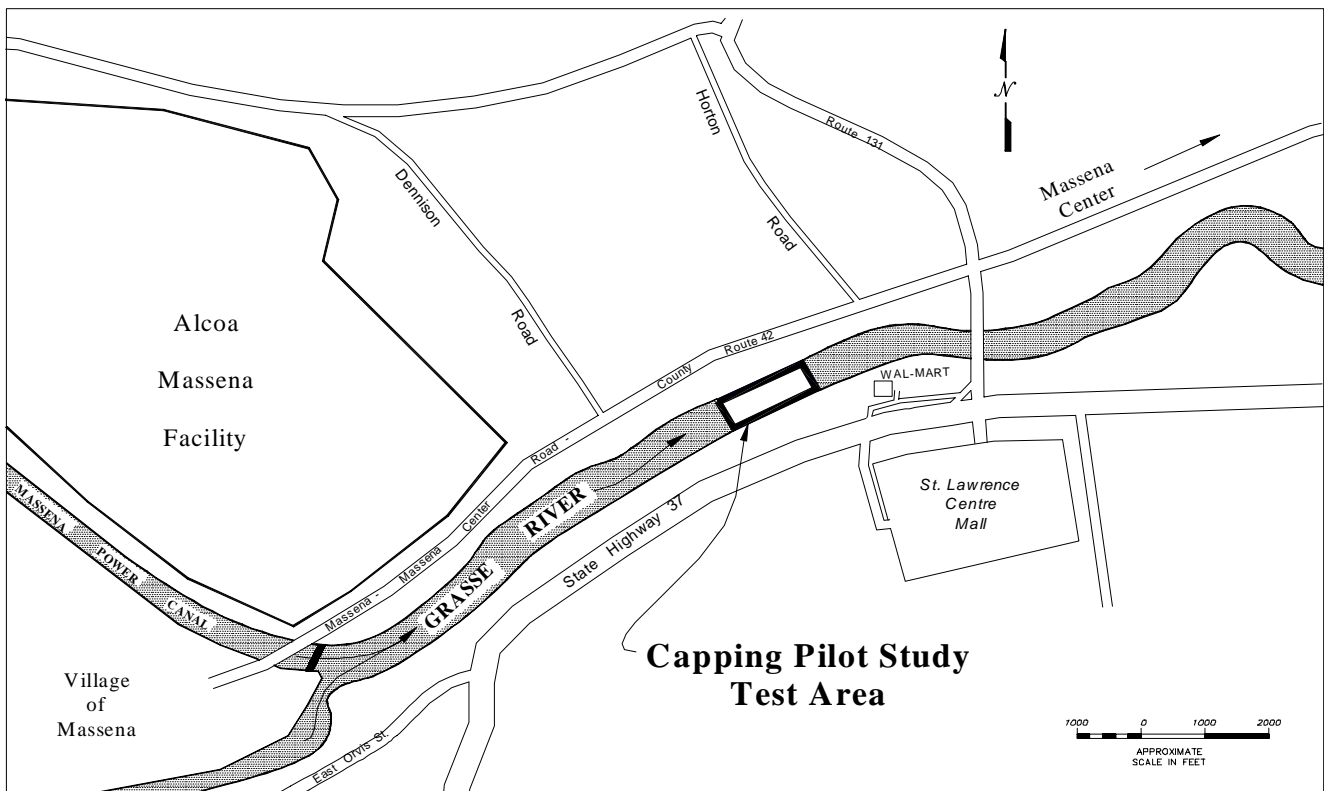 Horton
Road
Route 131
N
Massena
Center
Dennison
Road
Alcoa
Massena
Facility
Massena - Massena Center Road - County Route 42
WAL-MART
St. Lawrence
Centre
Mall
MASSENA POWER CANAL
GRASSE RIVER
State Highway 37
Capping Pilot Study
Test Area
Village
of
Massena
East Orvis St.
1000 0 1000 2000
APPROXIMATE
SCALE IN FEET